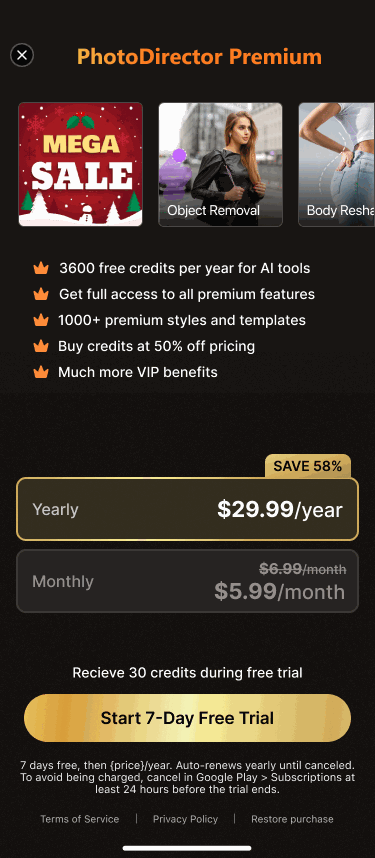 PhotoDirector Premium
MEGA
SALE
Object Removal
Body Resha
3600 free credits per year for AI tools
Get full access to all premium features
1000+ premium styles and templates
Buy credits at 50% off pricing
Much more VIP benefits
SAVE 58%
Yearly
$29.99/year
$6.99/month
Monthly
$5.99/month
Recieve 30 credits during free trial
Start 7-Day Free Trial
7 days free, then {price}/year. Auto-renews yearly until canceled.
To avoid being charged, cancel in Google Play > Subscriptions at
least 24 hours before the trial ends.
Terms of Service | Privacy Policy | Restore purchase